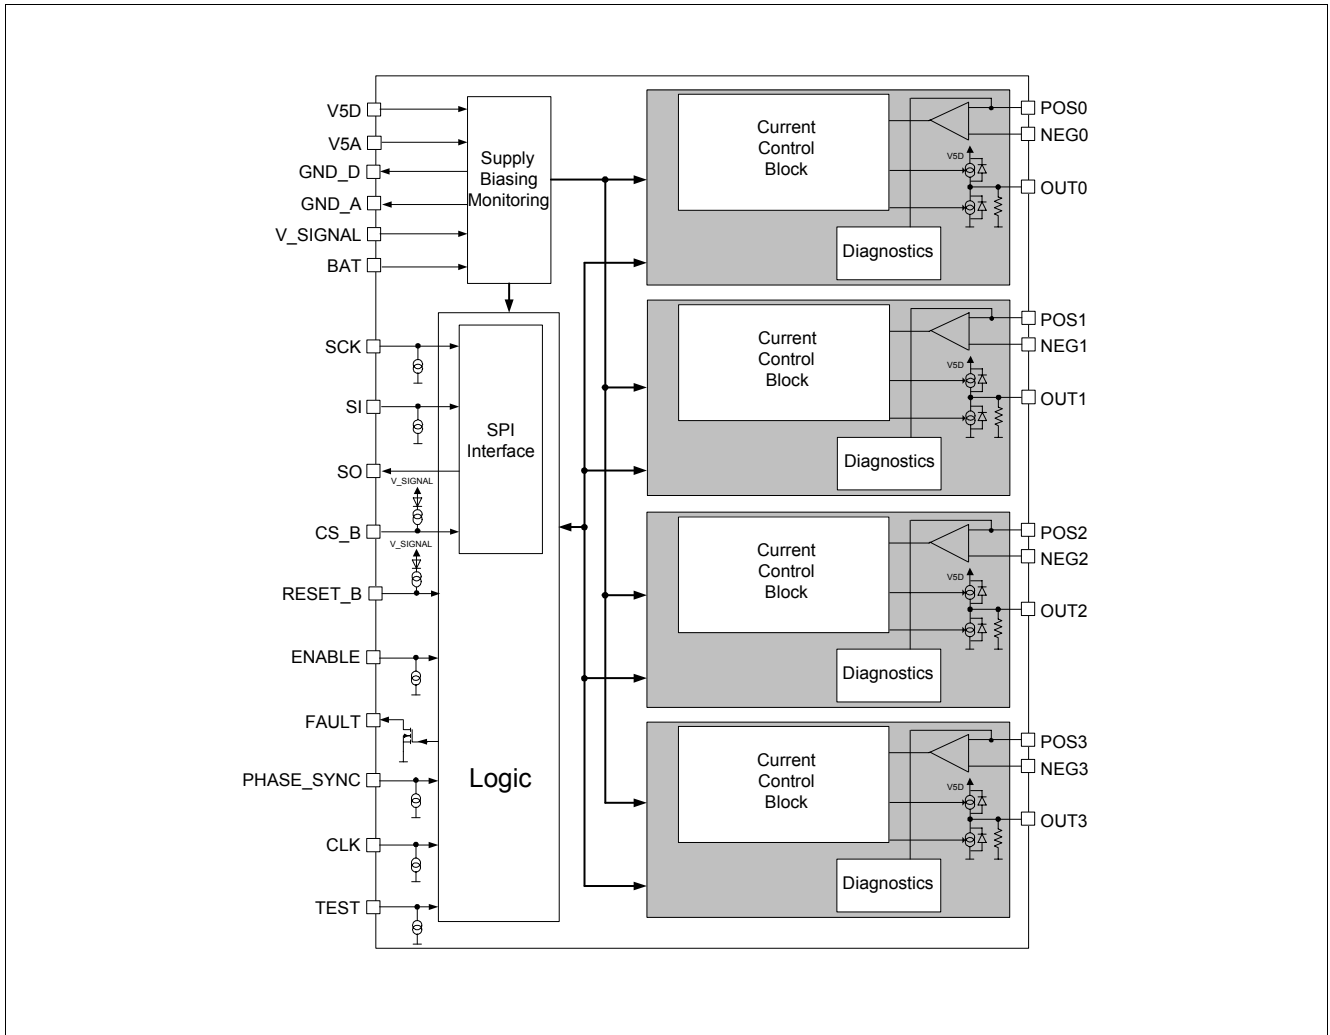 V5D
V5A
GND_D
GND_A
V_SIGNAL
BAT
Supply
Biasing
Monitoring
SCK
SI
SO
V_SIGNAL
CS_B
V_SIGNAL
RESET_B
ENABLE
FAULT
PHASE_SYNC
CLK
TEST
SPI
Interface
Logic
Current
Control
Block
V5D
Diagnostics
POS0
NEG0
OUT0
Current
Control
Block
V5D
Diagnostics
POS1
NEG1
OUT1
Current
Control
Block
V5D
Diagnostics
POS2
NEG2
OUT2
Current
Control
Block
V5D
Diagnostics
POS3
NEG3
OUT3